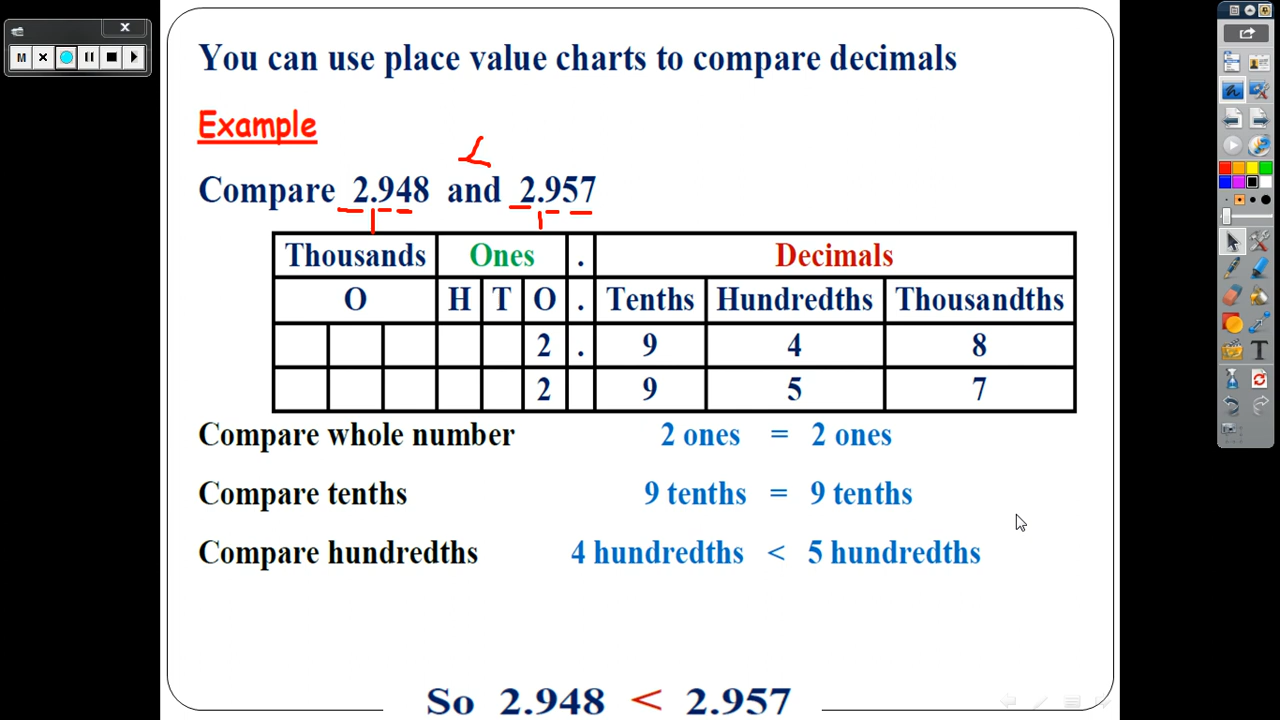 You can use place value charts to compare decimals
Example
<
Compare 2.948 and 2.957
Thousands Ones . Decimals
O H T O . Tenths Hundredths Thousandths
2 . 9 4 8
2 9 5 7
Compare whole number 2 ones = 2 ones
Compare tenths 9 tenths = 9 tenths
Compare hundredths 4 hundredths < 5 hundredths
So 2.948 < 2.957
M
X
T